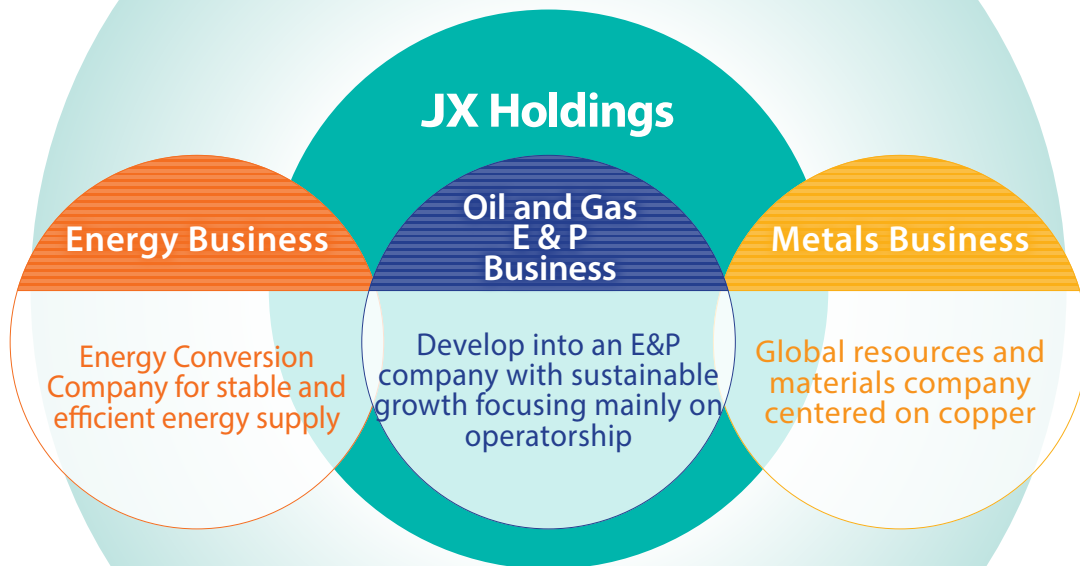 JX Holdings
Energy Business
Energy Conversion
Company for stable and
efficient energy supply
Oil and Gas
E & P
Business
Develop into an E&P
company with sustainable
growth focusing mainly on
operatorship
Metals Business
Global resources and
materials company
centered on copper